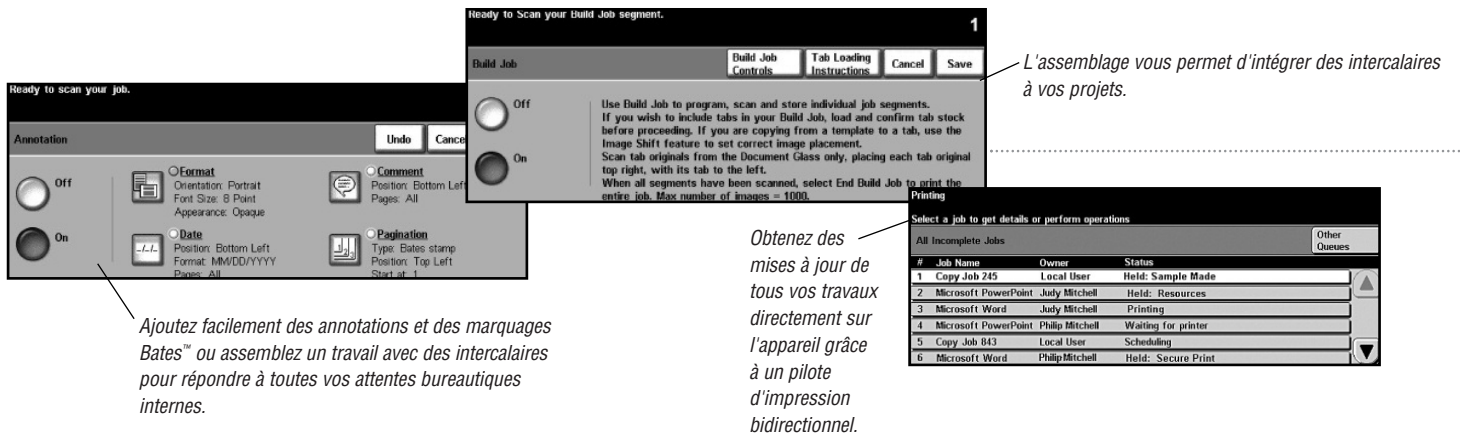 Ready to scan your job.
Annotation
Undo
Cance
Off
On
Format
Orientation: Portrait
Font Size: 8 Point
Appearance: Opaque
Comment
Position: Bottom Left
Pages: All
-/-/-
Date
Position: Bottom Left
Format: MM/DD/YYYY
Pages: All
Pagination
Type: Bates stamp
Position: Top Left
Start at: 1
Ajoutez facilement des annotations et des marquages
Bates™ ou assemblez un travail avec des intercalaires
pour répondre à toutes vos attentes bureautiques
internes.
Ready to Scan your Build Job segment.
1
Build Job
Build Job
Controls
Tab Loading
Instructions
Cancel
Save
Off
On
Use Build Job to program, scan and store individual job segments.
If you wish to include tabs in your Build Job, load and confirm tab stock
before proceeding. If you are copying from a template to a tab, use the
Image Shift feature to set correct image placement.
Scan tab originals from the Document Glass only, placing each tab original
top right, with its tab to the left.
When all segments have been scanned, select End Build Job to print the
entire job. Max number of images = 1000.
L'assemblage vous permet d'intégrer des intercalaires
à vos projets.
Obtenez des
mises à jour de
tous vos travaux
directement sur
l'appareil grâce
à un pilote
d'impression
bidirectionnel.
Printing
Select a job to get details or perform operations
All Incomplete Jobs
Other
Queues
# Job Name Owner Status
1 Copy Job 245 Local User Held: Sample Made
2 Microsoft PowerPoint Judy Mitchell Held: Resources
3 Microsoft Word Judy Mitchell Printing
4 Microsoft PowerPoint Philip Mitchell Waiting for printer
5 Copy Job 843 Local User Scheduling
6 Microsoft Word Philip Mitchell Held: Secure Print